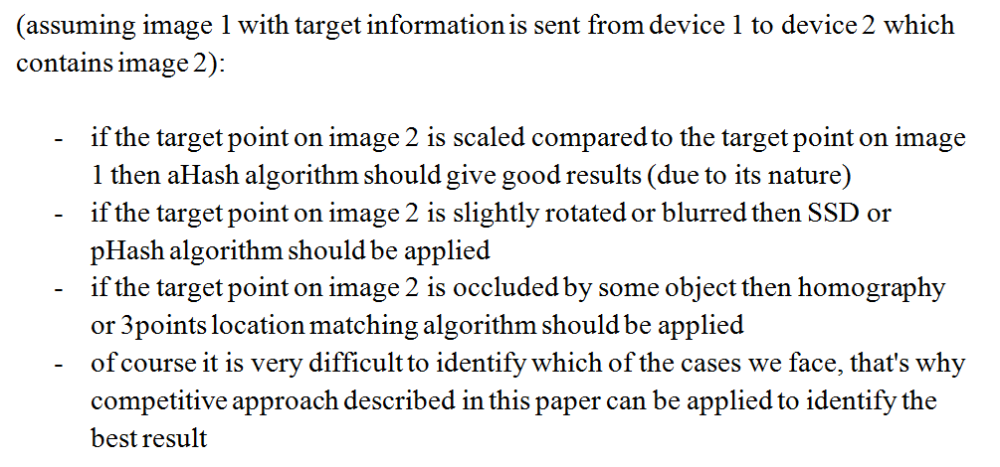 (assuming image 1 with target information is sent from device 1 to device 2 which
contains image 2):
- if the target point on image 2 is scaled compared to the target point on image
1 then aHash algorithm should give good results (due to its nature)
- if the target point on image 2 is slightly rotated or blurred then SSD or
pHash algorithm should be applied
- if the target point on image 2 is occluded by some object then homography
or 3points location matching algorithm should be applied
- of course it is very difficult to identify which of the cases we face, that's why
competitive approach described in this paper can be applied to identify the
best result